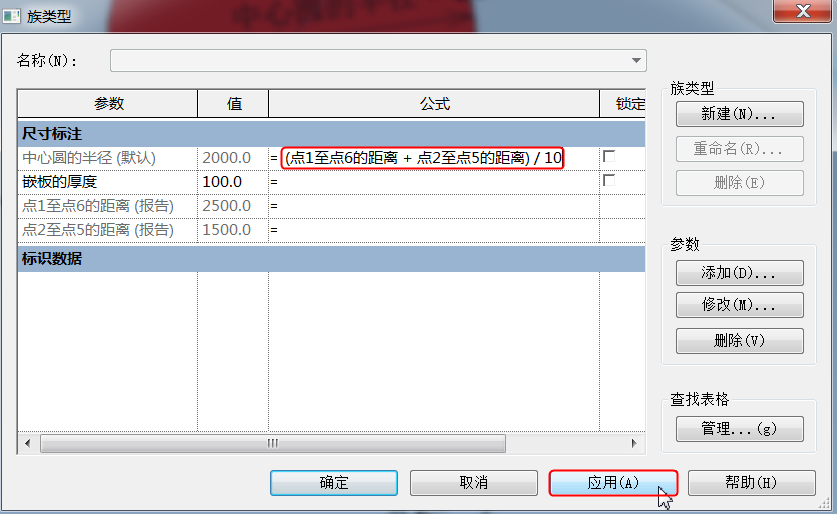 族类型
名称(N):
参数 值 公式 锁定
尺寸标注
中心圆的半径 (默认) 2000.0 = (点1至点6的距离 + 点2至点5的距离) / 10
嵌板的厚度 100.0 =
点1至点6的距离 (报告) 2500.0 =
点2至点5的距离 (报告) 1500.0 =
标识数据
族类型
新建(N)...
重命名(R)...
删除(E)
参数
添加(D)...
修改(M)...
删除(V)
查找表格
管理...(g)
确定 取消 应用(A) 帮助(H)